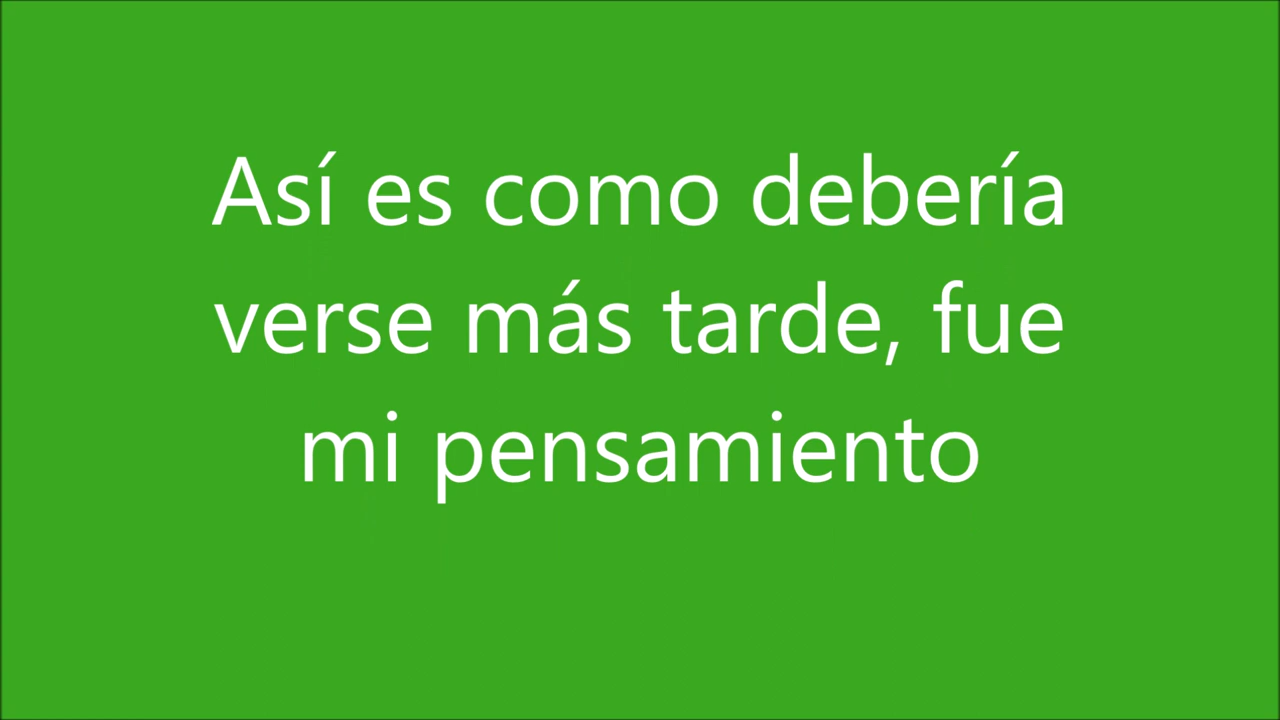 Así es como debería
verse más tarde, fue
mi pensamiento